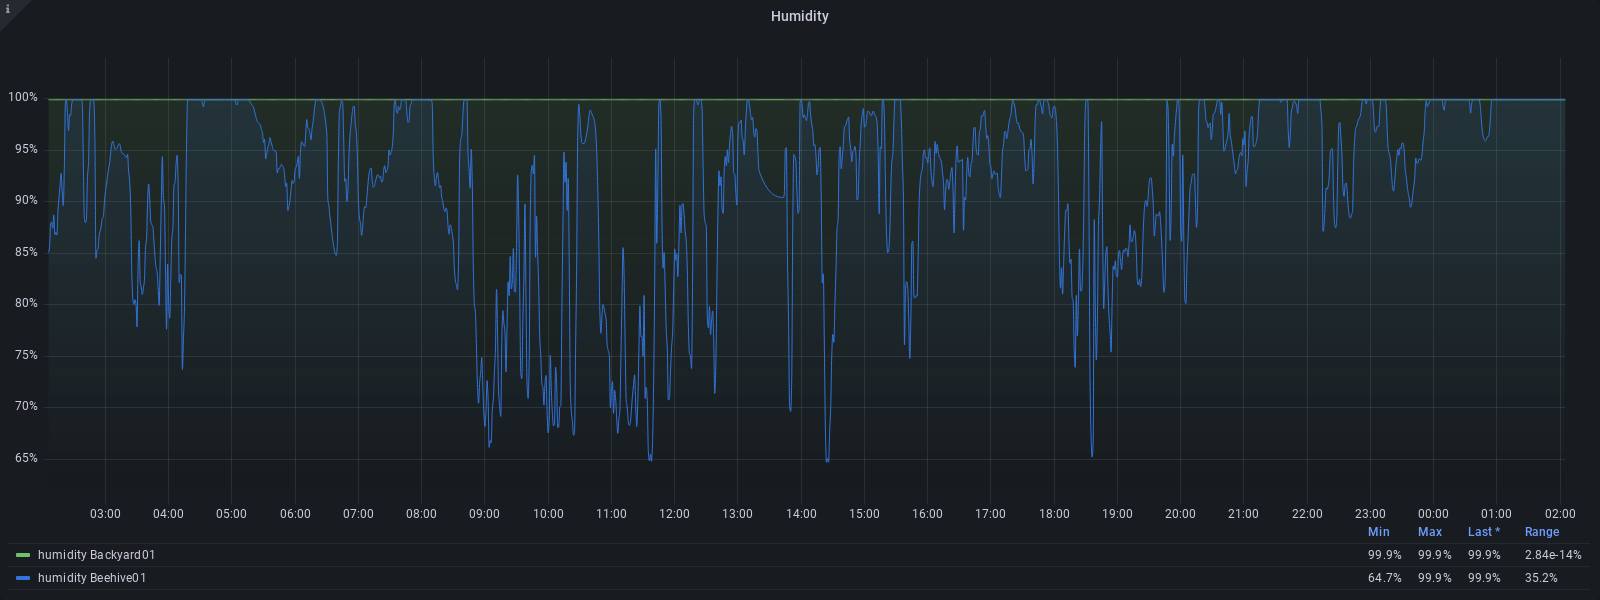 i
Humidity
100%
95%
90%
85%
80%
75%
70%
65%
03:00 04:00 05:00 06:00 07:00 08:00 09:00 10:00 11:00 12:00 13:00 14:00 15:00 16:00 17:00 18:00 19:00 20:00 21:00 22:00 23:00 00:00 01:00 02:00
Min Max Last * Range
humidity Backyard01 99.9% 99.9% 99.9% 2.84e-14%
humidity Beehive01 64.7% 99.9% 99.9% 35.2%